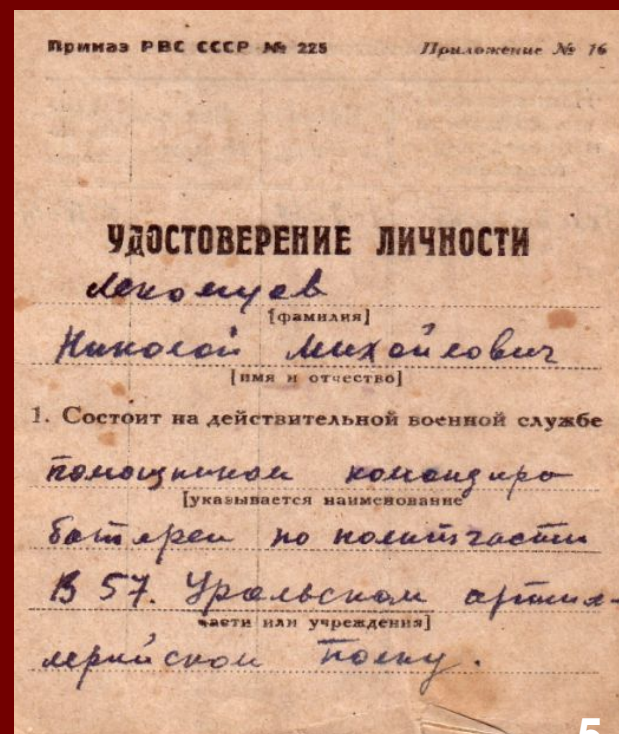 Приказ РВС СССР № 225 Приложение № 16
УДОСТОВЕРЕНИЕ ЛИЧНОСТИ
Лекомцев
[фамилия]
Николай Михайлович
[имя и отчество]
1. Состоит на действительной военной службе
помощником командира
[указывается наименование
батареи по политчасти
В 57. Уральском артил-
части или учреждения]
лерийском полку.
5